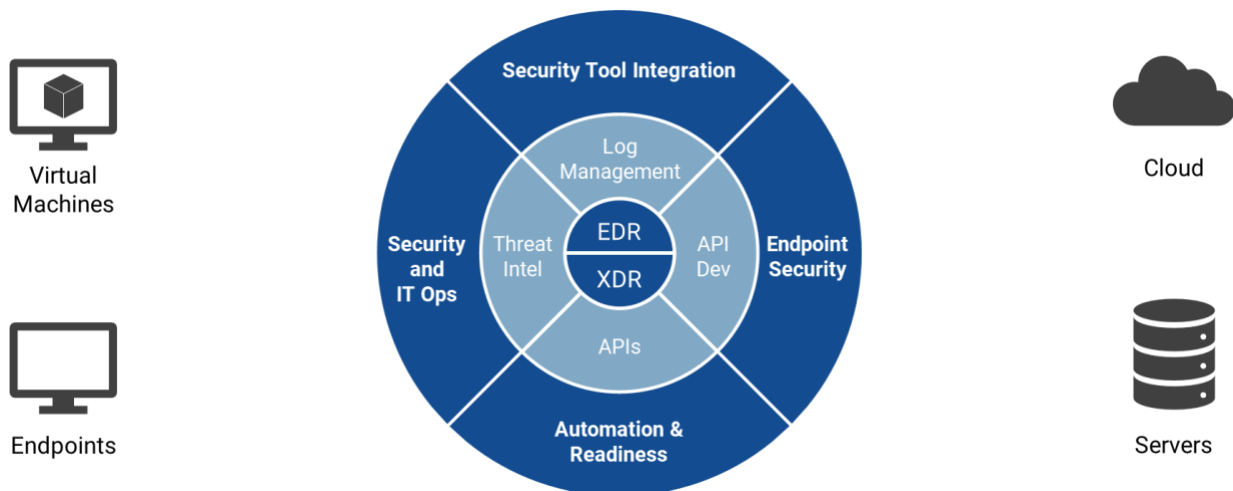 Security Tool Integration
Virtual
Machines
Log
Management
Cloud
Security
and
IT Ops
Threat
Intel
EDR
XDR
API
Dev
Endpoint
Security
APIs
Automation &
Readiness
Endpoints
Servers